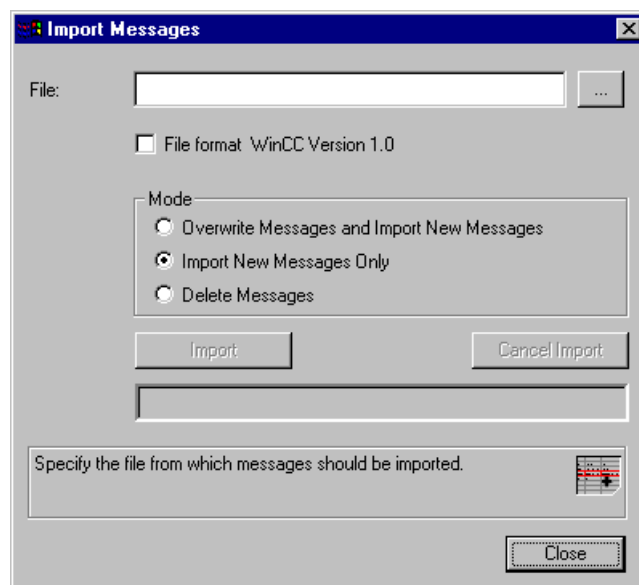 Import Messages
File:
...
File format  WinCC Version 1.0
Mode
Overwrite Messages and Import New Messages
Import New Messages Only
Delete Messages
Import
Cancel Import
Specify the file from which messages should be imported.
Close